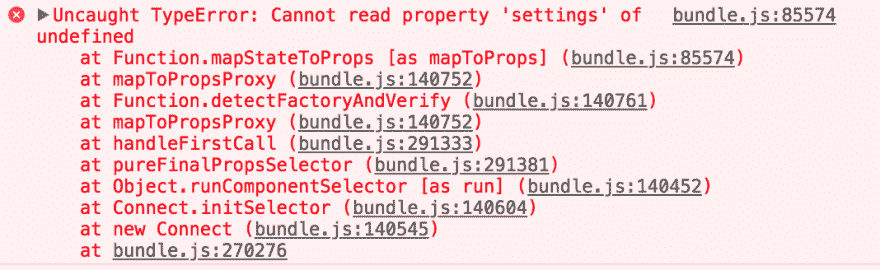 Uncaught TypeError: Cannot read property 'settings' of bundle.js:85574
undefined
at Function.mapStateToProps [as mapToProps] (bundle.js:85574)
at mapToPropsProxy (bundle.js:140752)
at Function.detectFactoryAndVerify (bundle.js:140761)
at mapToPropsProxy (bundle.js:140752)
at handleFirstCall (bundle.js:291333)
at pureFinalPropsSelector (bundle.js:291381)
at Object.runComponentSelector [as run] (bundle.js:140452)
at Connect.initSelector (bundle.js:140604)
at new Connect (bundle.js:140545)
at bundle.js:270276